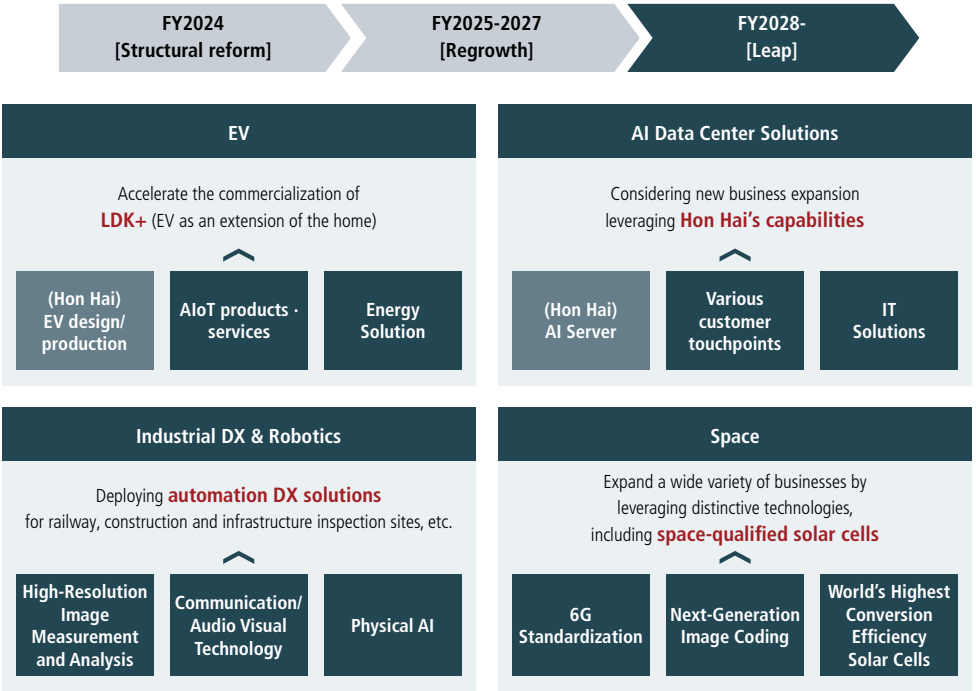 FY2024
[Structural reform]
FY2025-2027
[Regrowth]
FY2028-
[Leap]
EV
Accelerate the commercialization of
LDK+ (EV as an extension of the home)
(Hon Hai)
EV design/
production
AIoT products ·
services
Energy
Solution
AI Data Center Solutions
Considering new business expansion
leveraging Hon Hai's capabilities
(Hon Hai)
AI Server
Various
customer
touchpoints
IT
Solutions
Industrial DX & Robotics
Deploying automation DX solutions
for railway, construction and infrastructure inspection sites, etc.
High-Resolution
Image
Measurement
and Analysis
Communication/
Audio Visual
Technology
Physical AI
Space
Expand a wide variety of businesses by
leveraging distinctive technologies,
including space-qualified solar cells
6G
Standardization
Next-Generation
Image Coding
World's Highest
Conversion
Efficiency
Solar Cells